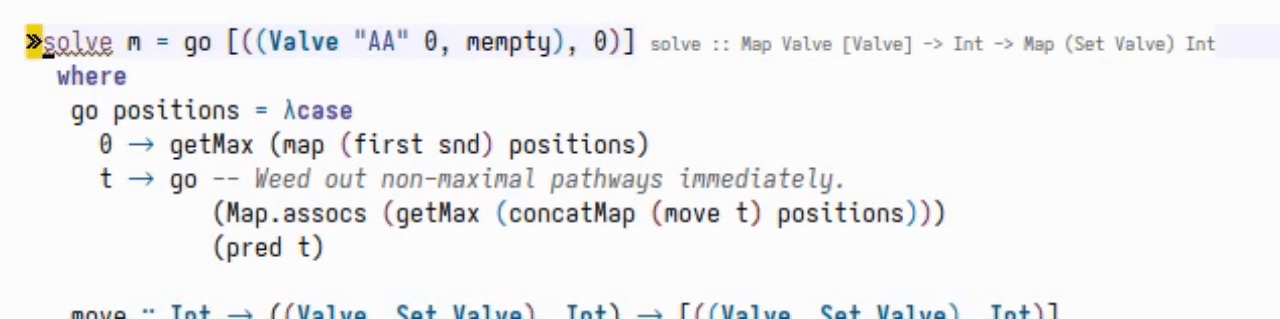 »solve m = go [((Valve "AA" 0, mempty), 0)] solve :: Map Valve [Valve] -> Int -> Map (Set Valve) Int
where
go positions = λcase
0 → getMax (map (first snd) positions)
t → go -- Weed out non-maximal pathways immediately.
(Map.assocs (getMax (concatMap (move t) positions)))
(pred t)
move :: Int → ((Valve, Set Valve), Int) → [((Valve, Set Valve), Int)]